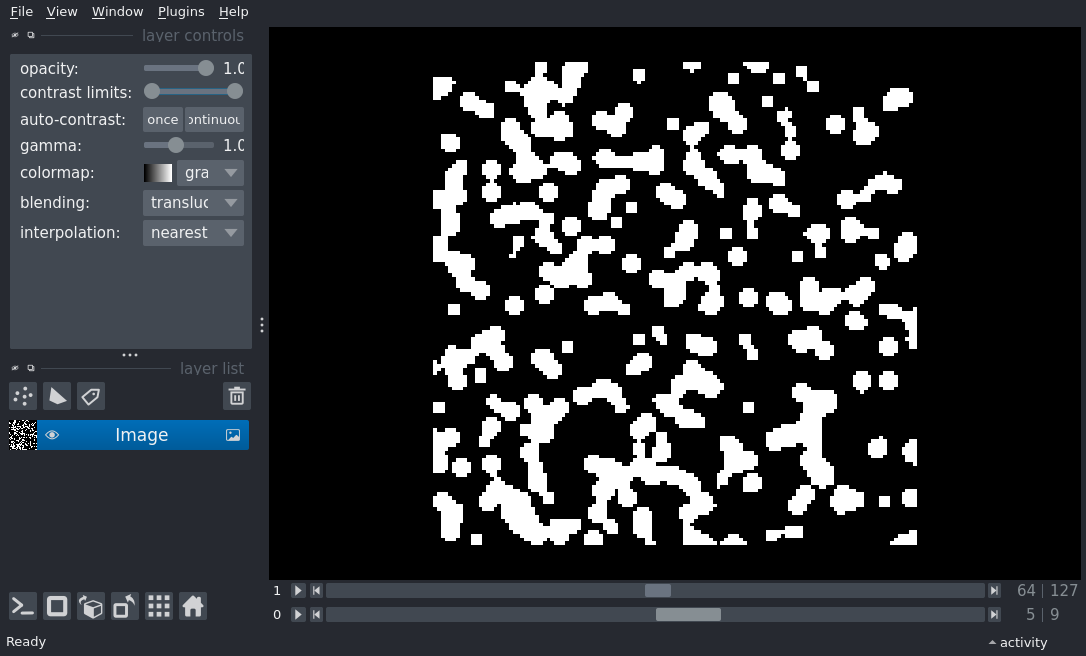 File View Window Plugins Help
layer controls
opacity: 1.0
contrast limits:
auto-contrast: once ontinuou
gamma: 1.0
colormap: gra
blending: transluc
interpolation: nearest
layer list
Image
1 64 127
0 5 9
Ready activity